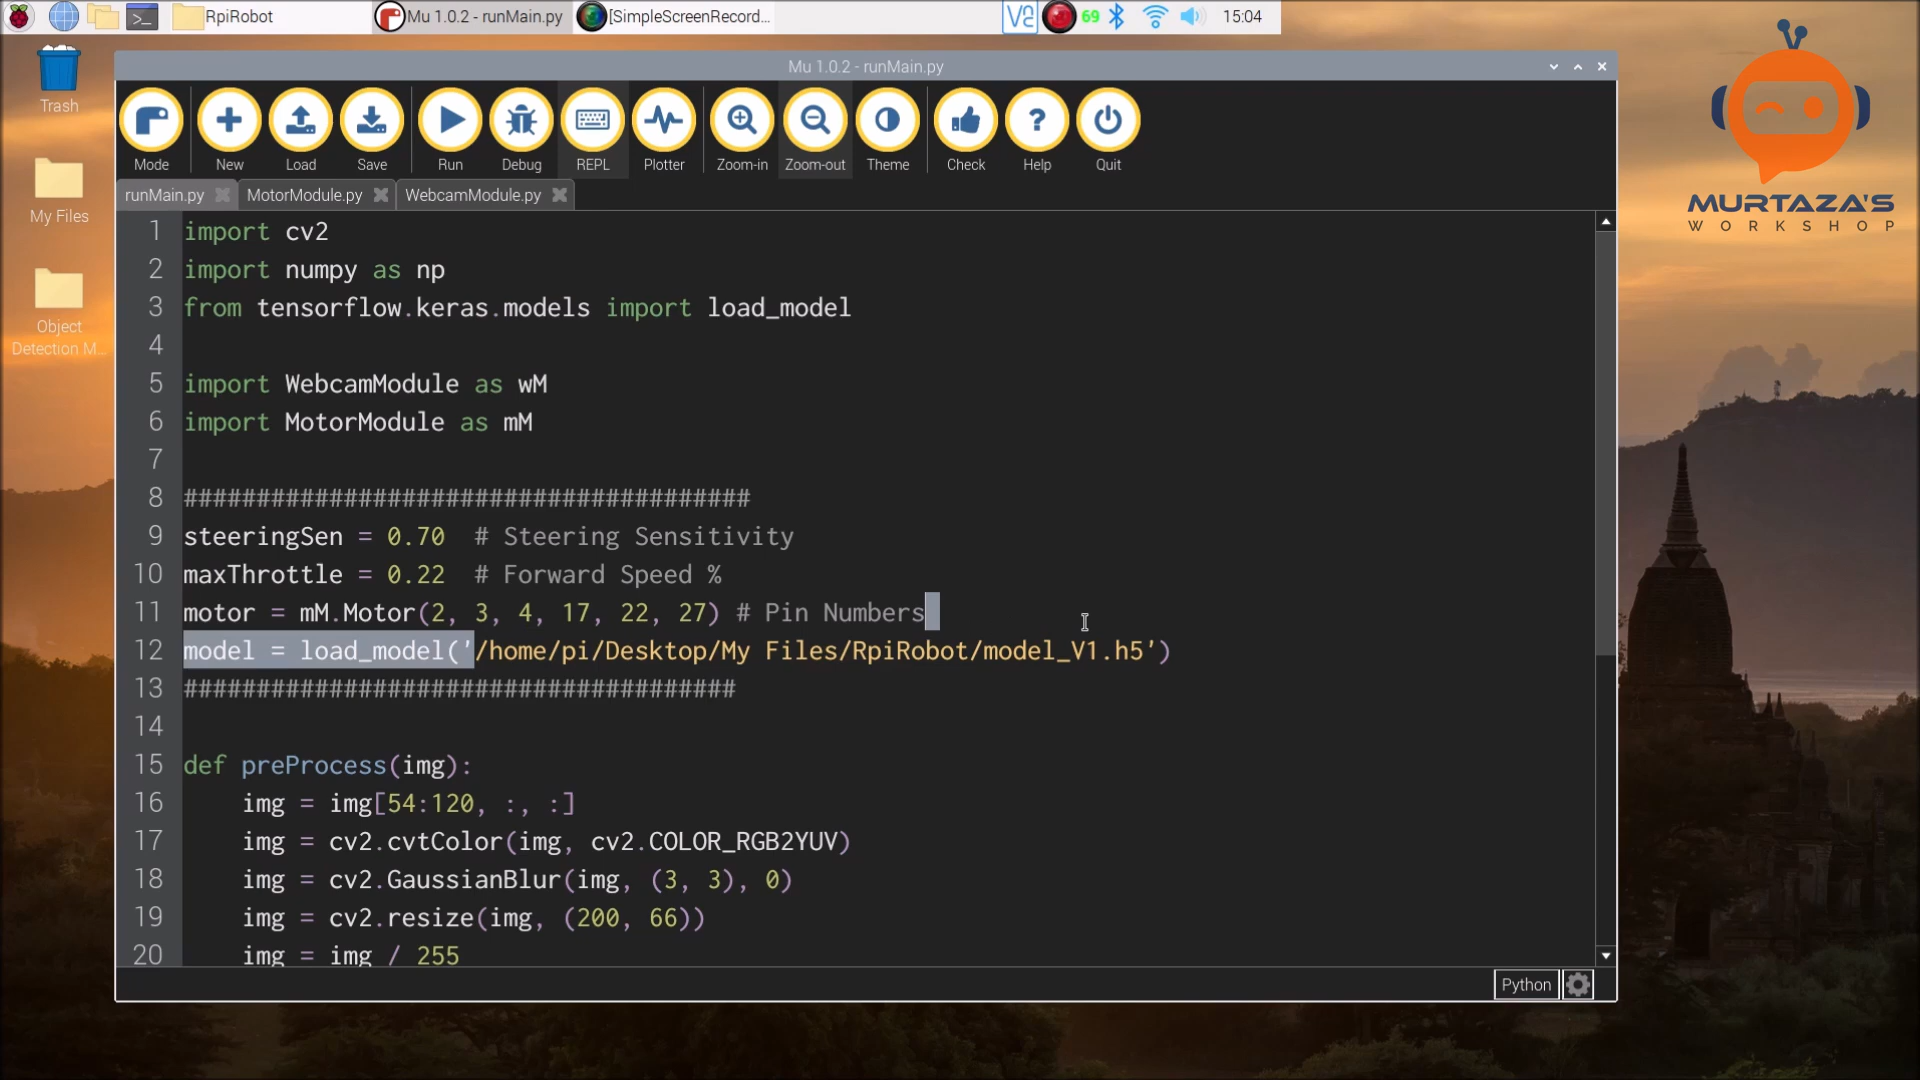 RpiRobot
Mu 1.0.2 - runMain.py
[SimpleScreenRecord...
V2
69
15:04
Trash
My Files
Object
Detection M...
Mu 1.0.2 - runMain.py
Mode
New
Load
Save
Run
Debug
REPL
Plotter
Zoom-in
Zoom-out
Theme
Check
Help
Quit
runMain.py
MotorModule.py
WebcamModule.py
1 import cv2
2 import numpy as np
3 from tensorflow.keras.models import load_model
4
5 import WebcamModule as wM
6 import MotorModule as mM
7
8 #######################################
9 steeringSen = 0.70  # Steering Sensitivity
10 maxThrottle = 0.22  # Forward Speed %
11 motor = mM.Motor(2, 3, 4, 17, 22, 27) # Pin Numbers
12 model = load_model('/home/pi/Desktop/My Files/RpiRobot/model_V1.h5')
13 ######################################
14
15 def preProcess(img):
16     img = img[54:120, :, :]
17     img = cv2.cvtColor(img, cv2.COLOR_RGB2YUV)
18     img = cv2.GaussianBlur(img, (3, 3), 0)
19     img = cv2.resize(img, (200, 66))
20     img = img / 255
Python
MURTAZA'S
WORKSHOP